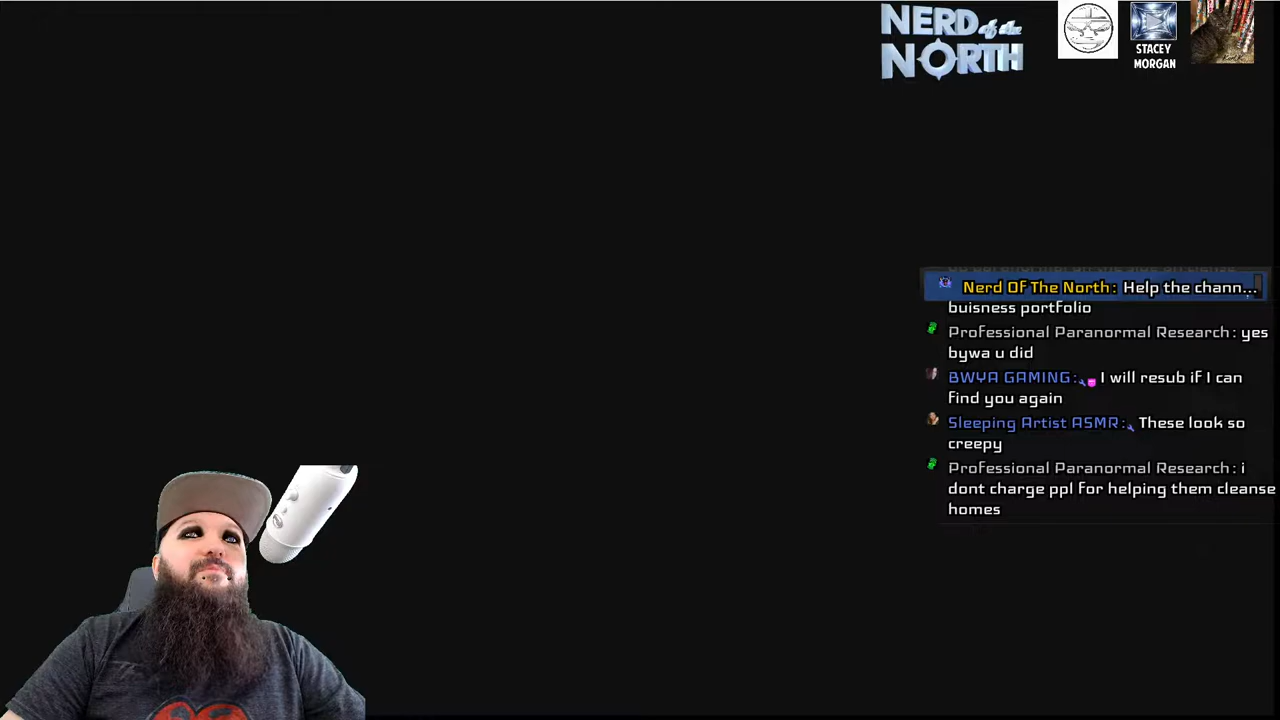 NERD of the
NORTH
STACEY
MORGAN
Nerd Of The North: Help the chann...
buisness portfolio
Professional Paranormal Research: yes
bywa u did
BWYA GAMING: I will resub if I can
find you again
Sleeping Artist ASMR: These look so
creepy
Professional Paranormal Research: i
dont charge ppl for helping them cleanse
homes